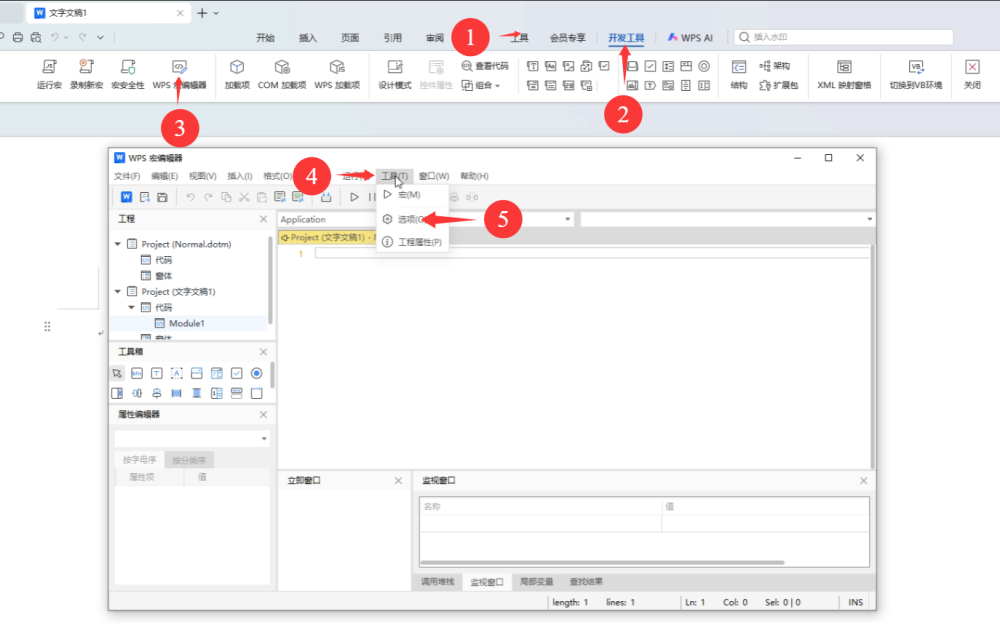 W 文字文稿1
开始 插入 页面 引用 审阅 1 工具 会员专享 开发工具 WPS AI 插入水印
查看代码 架构
运行宏 录制新宏 宏安全性 WPS 宏编辑器 加载项 COM 加载项 WPS 加载项 设计模式 控件属性 组合 结构 扩展包 XML 映射窗格 切换到VB环境 关闭
2
3
W WPS 宏编辑器
文件(F) 编辑(E) 视图(V) 插入(I) 格式(O) 4 工具(T) 窗口(W) 帮助(H)
宏(M)
选项
5
工程属性(P)
工程
Application
Project (文字文稿1) -
1
Project (Normal.dotm)
代码
窗体
Project (文字文稿1)
代码
Module1
窗体
工具箱
属性编辑器
按字母序 按分类序
属性项 值
立即窗口
监视窗口
名称 值
调用堆栈 监视窗口 局部变量 查找结果
length: 1 lines: 1 Ln: 1 Col: 0 Sel: 0 | 0 INS